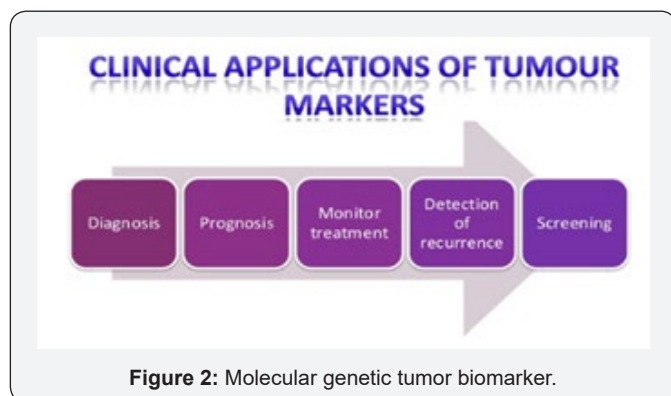 CLINICAL APPLICATIONS OF TUMOUR
MARKERS
Diagnosis
Prognosis
Monitor
treatment
Detection
of
recurrence
Screening
Figure 2: Molecular genetic tumor biomarker.